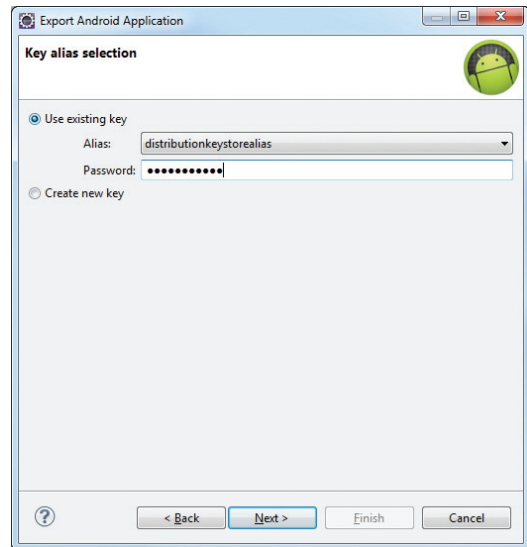 Export Android Application
Key alias selection
Use existing key
Alias: distributionkeystorealias
Password: ●●●●●●●●●●●
Create new key
? < Back Next > Finish Cancel